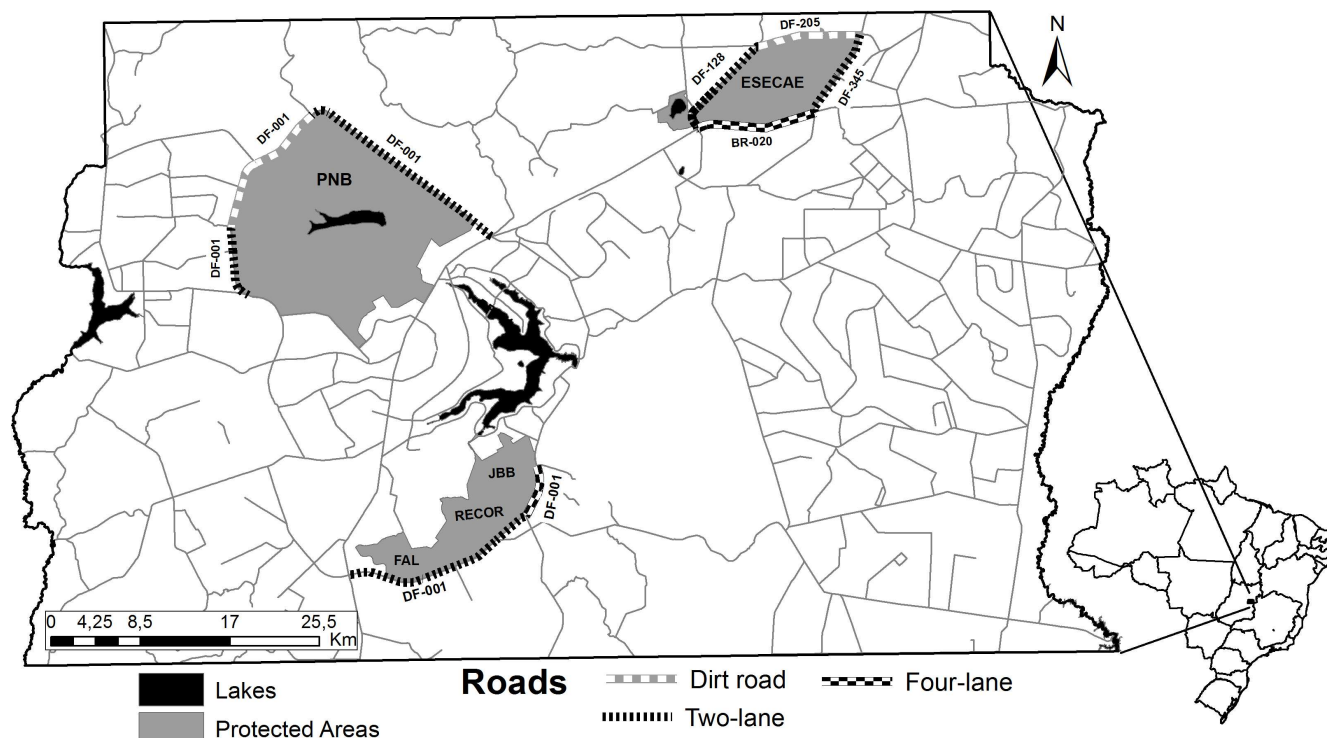 DF-205
N
DF-128
ESECAE
DF-345
BR-020
DF-001
DF-001
PNB
DF-001
JBB
DF-001
RECOR
FAL
DF-001
0 4,25 8,5 17 25,5
Km
Roads
Lakes
Protected Areas
Dirt road
Two-lane
Four-lane